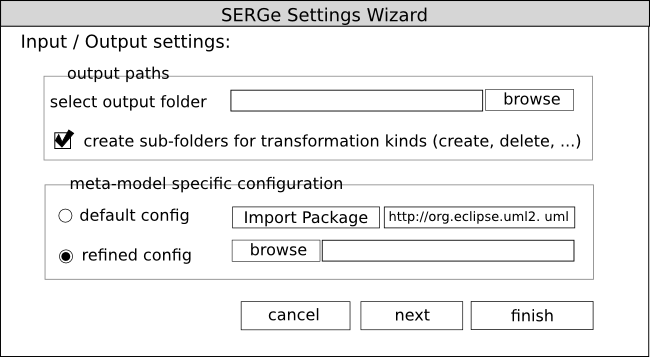 SERGe Settings Wizard
Input / Output settings:
output paths
select output folder browse
create sub-folders for transformation kinds (create, delete, ...)
meta-model specific configuration
default config Import Package http://org.eclipse.uml2. uml
refined config browse
cancel next finish